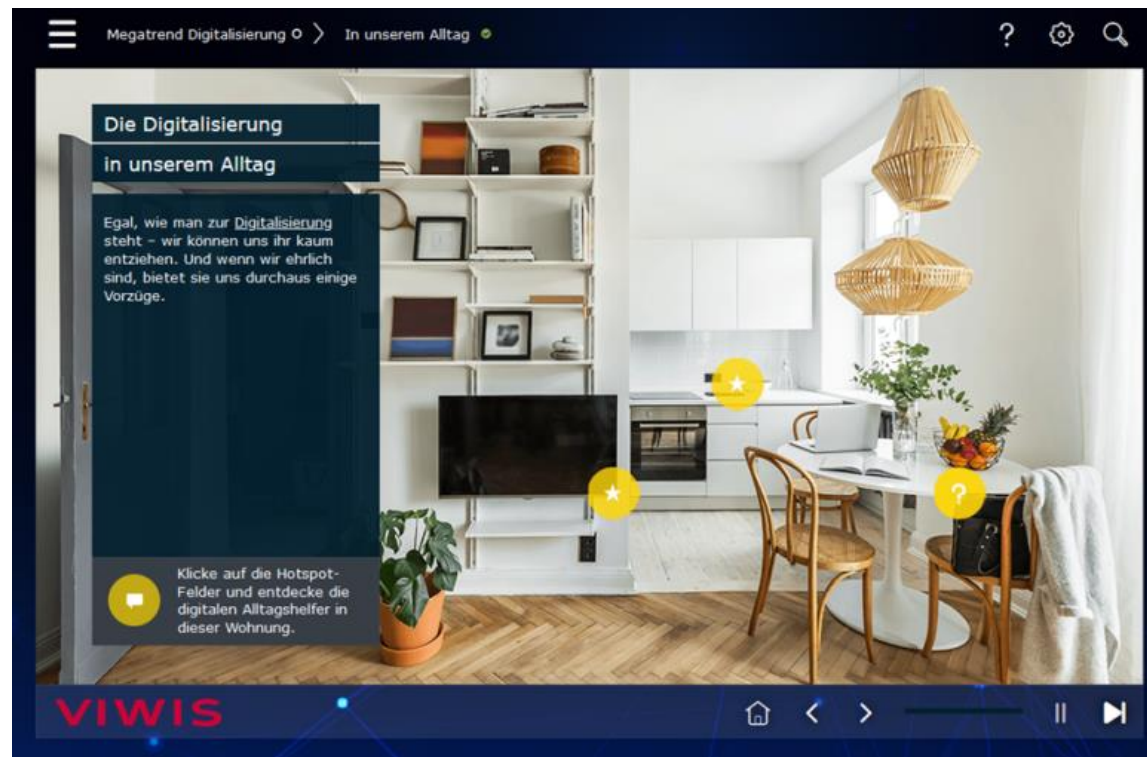 Megatrend Digitalisierung
In unserem Alltag
?
Die Digitalisierung
in unserem Alltag
Egal, wie man zur Digitalisierung
steht – wir können uns ihr kaum
entziehen. Und wenn wir ehrlich
sind, bietet sie uns durchaus einige
Vorzüge.
?
Klicke auf die Hotspot-
Felder und entdecke die
digitalen Alltagshelfer in
dieser Wohnung.
VIWIS